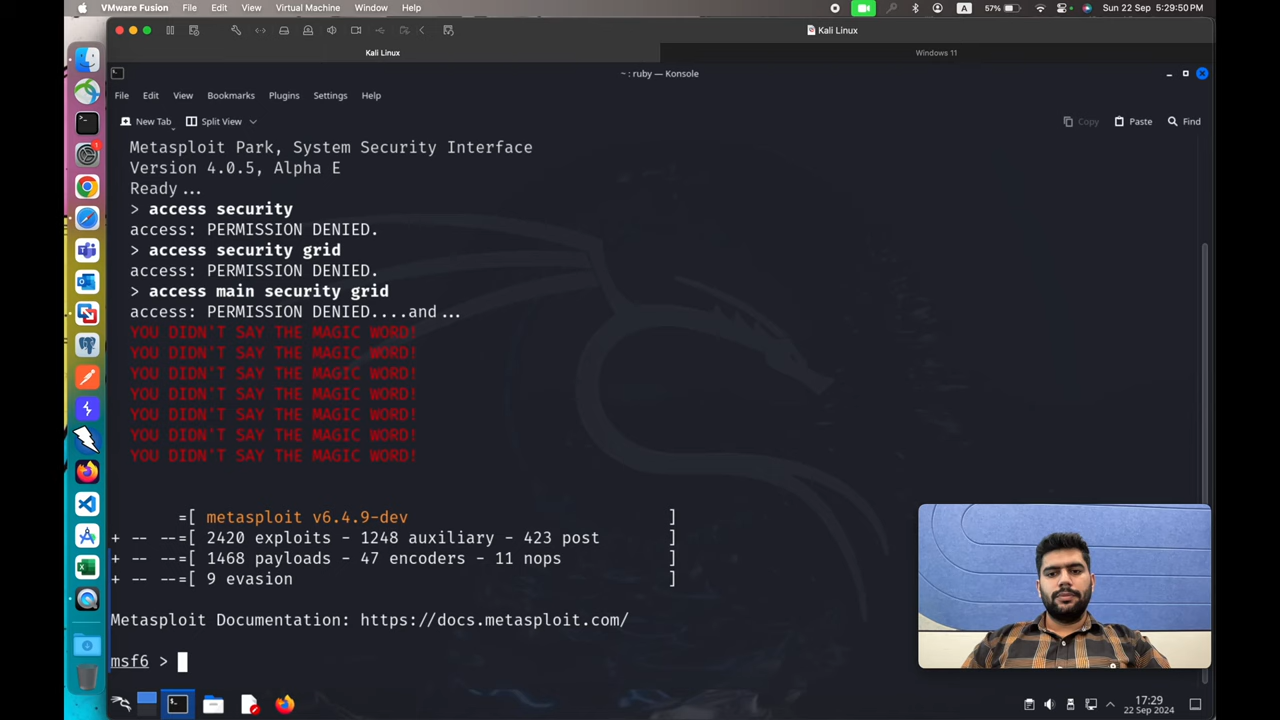 VMware Fusion File Edit View Virtual Machine Window Help A 57% Sun 22 Sep 5:29:50 PM
Kali Linux
Kali Linux Windows 11
~ : ruby — Konsole
File Edit View Bookmarks Plugins Settings Help
New Tab Split View Copy Paste Find
Metasploit Park, System Security Interface
Version 4.0.5, Alpha E
Ready...
> access security
access: PERMISSION DENIED.
> access security grid
access: PERMISSION DENIED.
> access main security grid
access: PERMISSION DENIED....and...
YOU DIDN'T SAY THE MAGIC WORD!
YOU DIDN'T SAY THE MAGIC WORD!
YOU DIDN'T SAY THE MAGIC WORD!
YOU DIDN'T SAY THE MAGIC WORD!
YOU DIDN'T SAY THE MAGIC WORD!
YOU DIDN'T SAY THE MAGIC WORD!
YOU DIDN'T SAY THE MAGIC WORD!
=[ metasploit v6.4.9-dev ]
+ -- --=[ 2420 exploits - 1248 auxiliary - 423 post ]
+ -- --=[ 1468 payloads - 47 encoders - 11 nops ]
+ -- --=[ 9 evasion ]
Metasploit Documentation: https://docs.metasploit.com/
msf6 >
17:29
22 Sep 2024